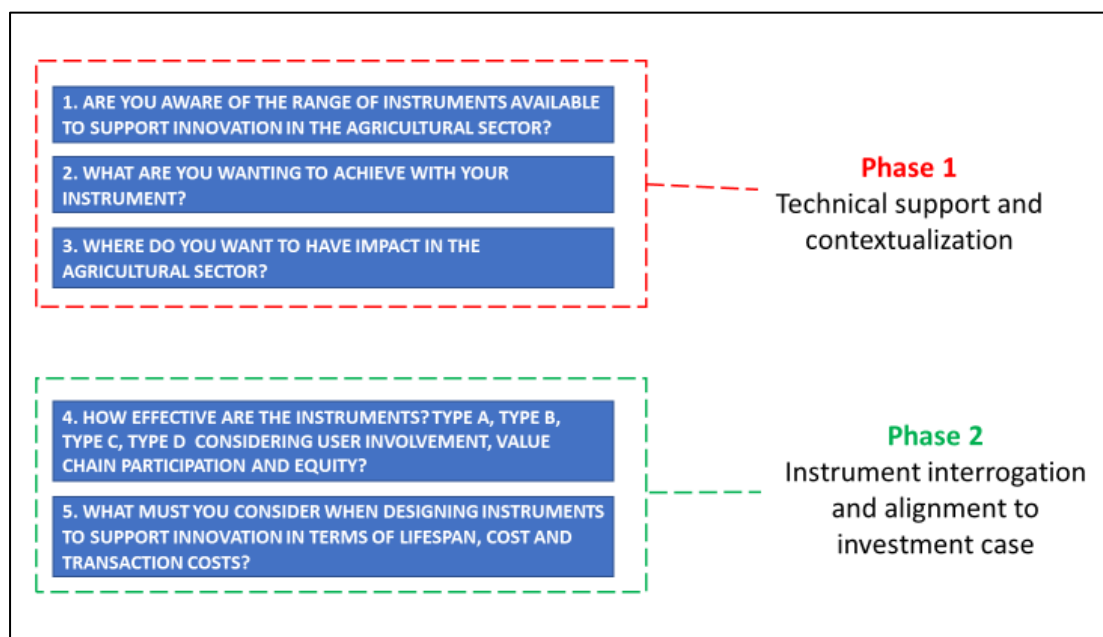 1. ARE YOU AWARE OF THE RANGE OF INSTRUMENTS AVAILABLE
TO SUPPORT INNOVATION IN THE AGRICULTURAL SECTOR?
2. WHAT ARE YOU WANTING TO ACHIEVE WITH YOUR
INSTRUMENT?
3. WHERE DO YOU WANT TO HAVE IMPACT IN THE
AGRICULTURAL SECTOR?
Phase 1
Technical support and
contextualization
4. HOW EFFECTIVE ARE THE INSTRUMENTS? TYPE A, TYPE B,
TYPE C, TYPE D CONSIDERING USER INVOLVEMENT, VALUE
CHAIN PARTICIPATION AND EQUITY?
5. WHAT MUST YOU CONSIDER WHEN DESIGNING INSTRUMENTS
TO SUPPORT INNOVATION IN TERMS OF LIFESPAN, COST AND
TRANSACTION COSTS?
Phase 2
Instrument interrogation
and alignment to
investment case